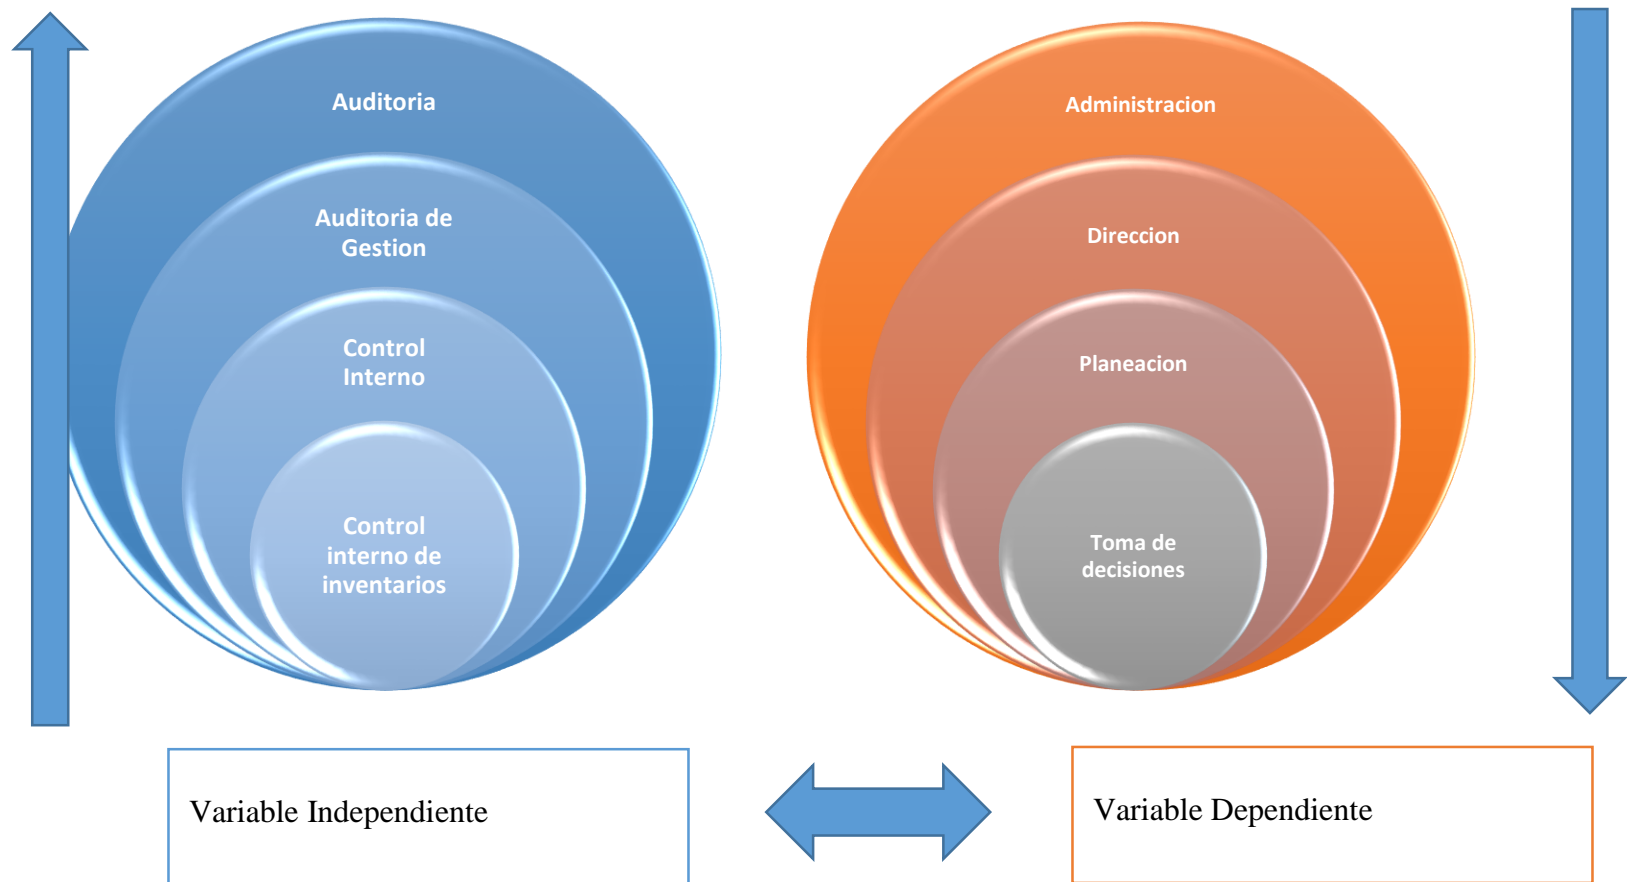 Auditoria
Auditoria de
Gestion
Control
Interno
Control
interno de
inventarios
Administracion
Direccion
Planeacion
Toma de
decisiones
Variable Independiente
Variable Dependiente